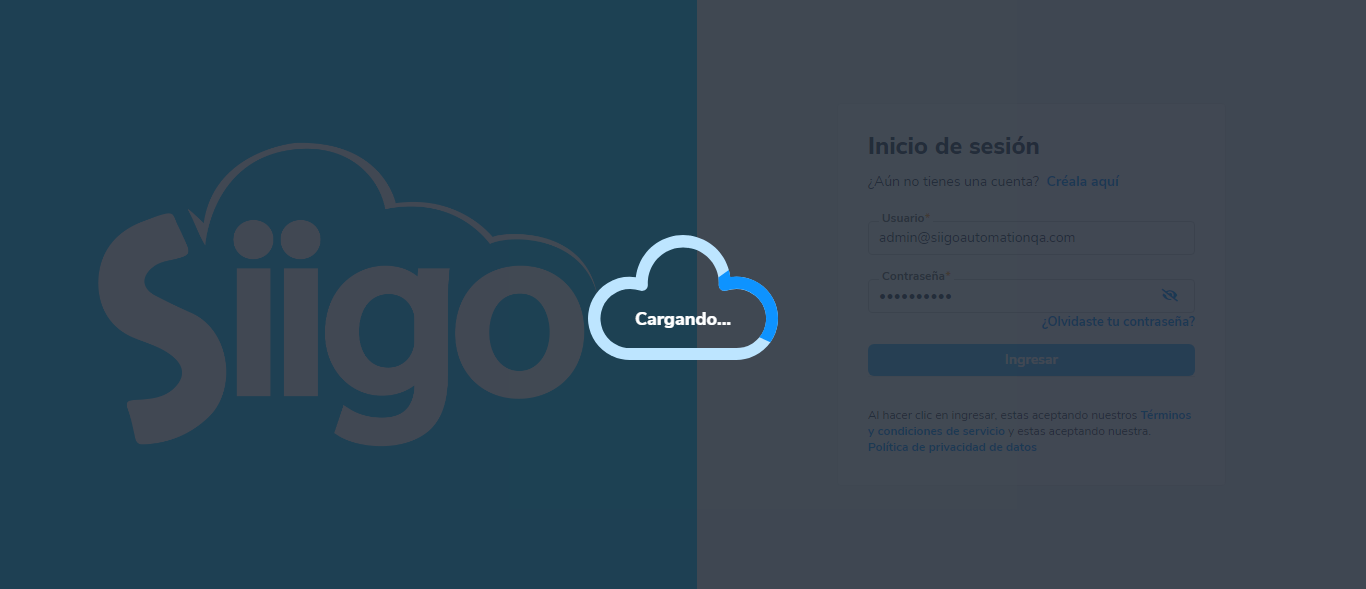 Siigo
Inicio de sesión
¿Aún no tienes una cuenta? Créala aquí
Usuario*
admin@siigoautomationqa.com
Contraseña*
••••••••••
¿Olvidaste tu contraseña?
Cargando...
Ingresar
Al hacer clic en ingresar, estas aceptando nuestros Términos
y condiciones de servicio y estas aceptando nuestra
Política de privacidad de datos